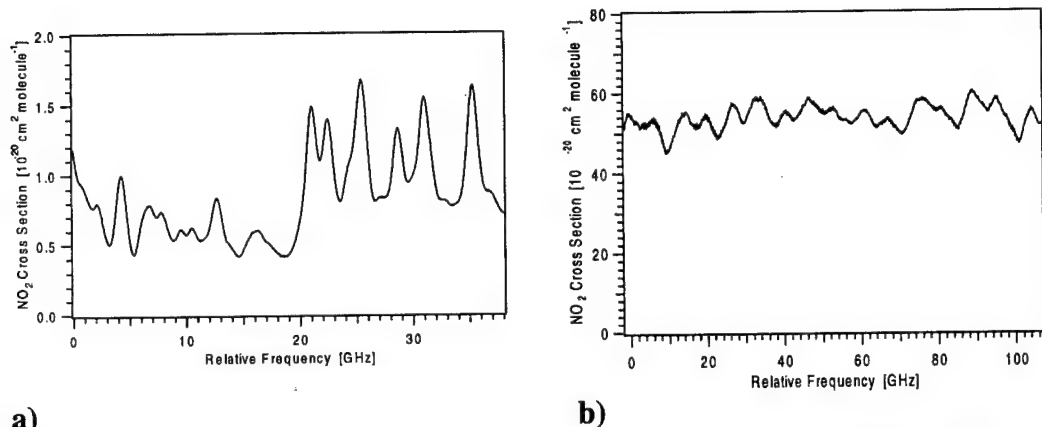 2.0
1.5
1.0
0.5
0.0
NO₂ Cross Section [10²⁰ cm² molecule⁻¹]
0 10 20 30
Relative Frequency [GHz]
a)
80
60
40
20
0
NO₂ Cross Section [10 ⁻²⁰ cm² molecule ⁻¹]
0 20 40 60 80 100
Relative Frequency [GHz]
b)